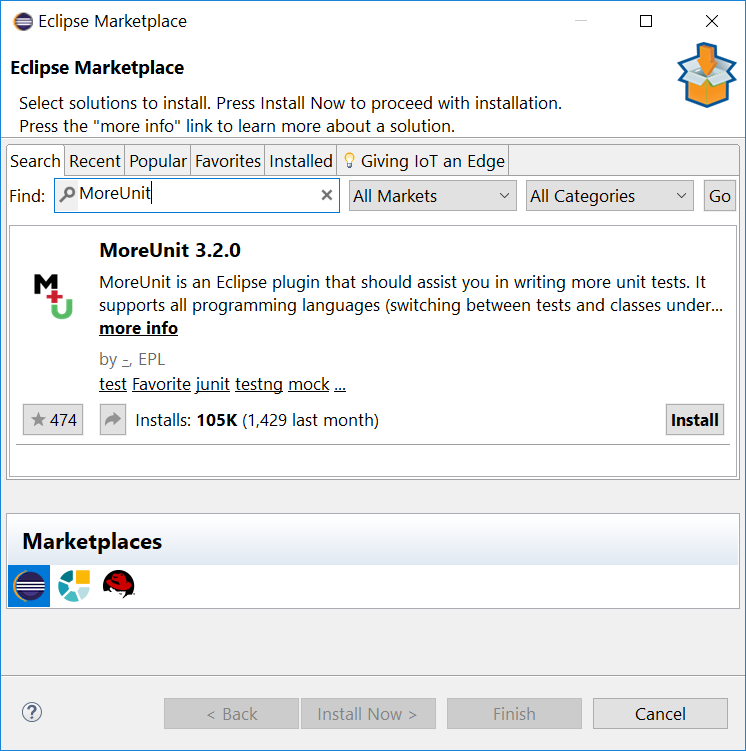 Eclipse Marketplace
Eclipse Marketplace
Select solutions to install. Press Install Now to proceed with installation.
Press the "more info" link to learn more about a solution.
Search Recent Popular Favorites Installed Giving IoT an Edge
Find: MoreUnit All Markets All Categories Go
MoreUnit 3.2.0
MoreUnit is an Eclipse plugin that should assist you in writing more unit tests. It
supports all programming languages (switching between tests and classes under...
more info
M+U
by -, EPL
test Favorite junit testng mock ...
474 Installs: 105K (1,429 last month) Install
Marketplaces
? < Back Install Now > Finish Cancel